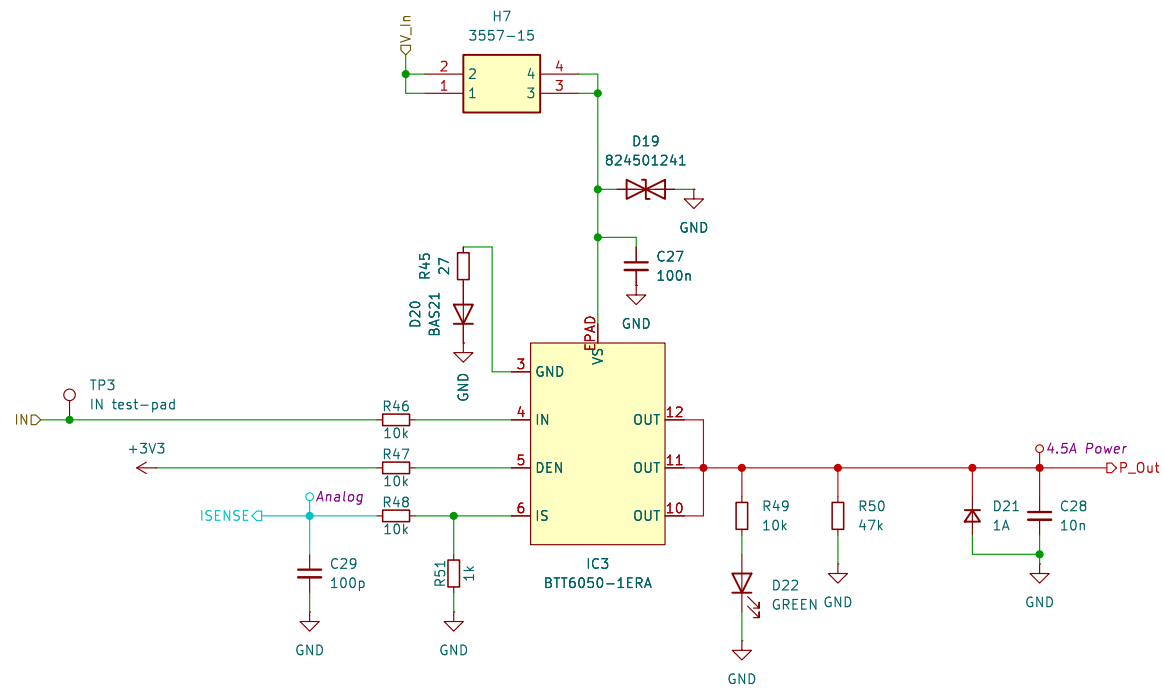 H7
3557-15
V_In
2
1
2
1
4
3
4
3
D19
824501241
GND
C27
100n
GND
R45
27
D20
BAS21
GND
EPAD
VS
3
GND
TP3
IN test-pad
IN
R46
10k
4
IN
+3V3
R47
10k
5
DEN
Analog
ISENSE
R48
10k
6
IS
OUT
12
OUT
11
OUT
10
IC3
BTT6050-1ERA
C29
100p
GND
R51
1k
GND
R49
10k
D22
GREEN
GND
R50
47k
GND
D21
1A
C28
10n
GND
4.5A Power
P_Out